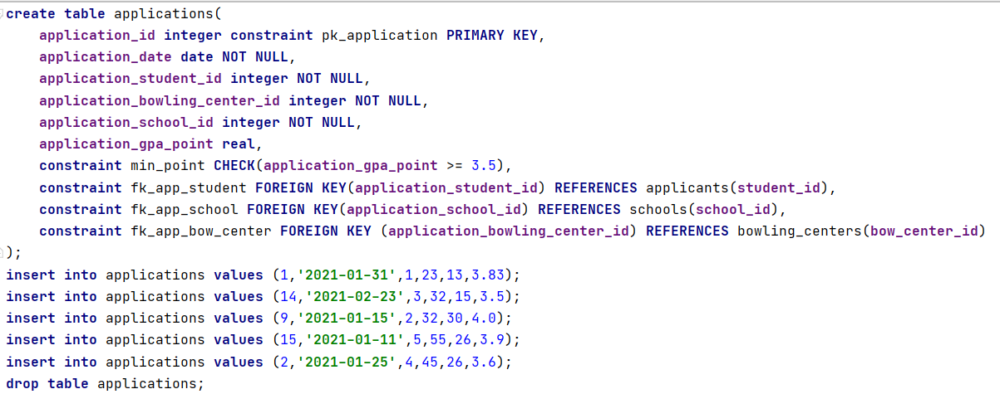 create table applications(
    application_id integer constraint pk_application PRIMARY KEY,
    application_date date NOT NULL,
    application_student_id integer NOT NULL,
    application_bowling_center_id integer NOT NULL,
    application_school_id integer NOT NULL,
    application_gpa_point real,
    constraint min_point CHECK(application_gpa_point >= 3.5),
    constraint fk_app_student FOREIGN KEY(application_student_id) REFERENCES applicants(student_id),
    constraint fk_app_school FOREIGN KEY(application_school_id) REFERENCES schools(school_id),
    constraint fk_app_bow_center FOREIGN KEY (application_bowling_center_id) REFERENCES bowling_centers(bow_center_id)
);
insert into applications values (1,'2021-01-31',1,23,13,3.83);
insert into applications values (14,'2021-02-23',3,32,15,3.5);
insert into applications values (9,'2021-01-15',2,32,30,4.0);
insert into applications values (15,'2021-01-11',5,55,26,3.9);
insert into applications values (2,'2021-01-25',4,45,26,3.6);
drop table applications;